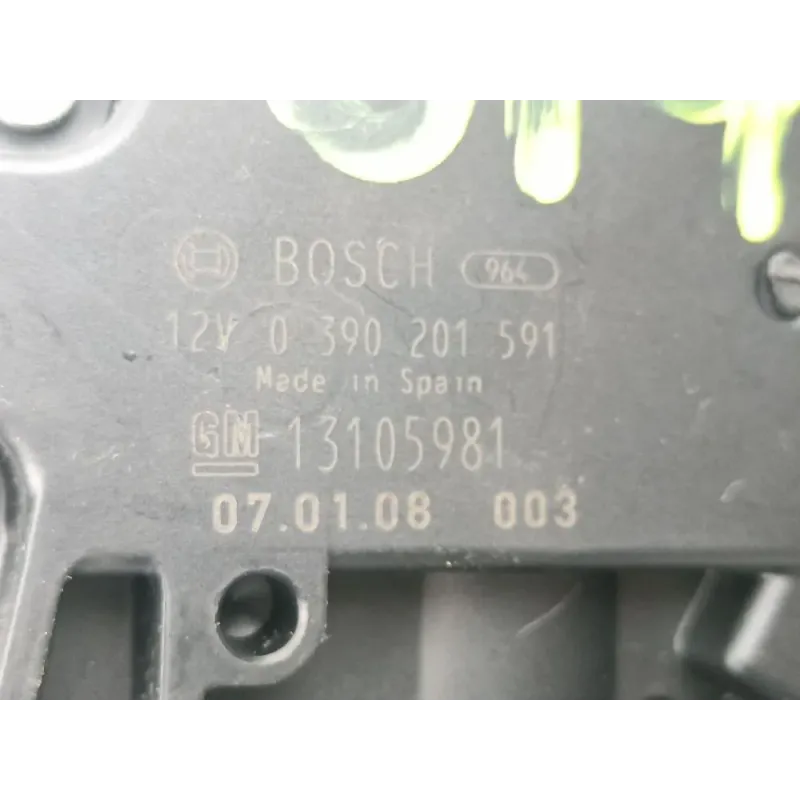 BOSCH 964
12V 0 390 201 591
Made in Spain
GM 13105981
07.01.08 003